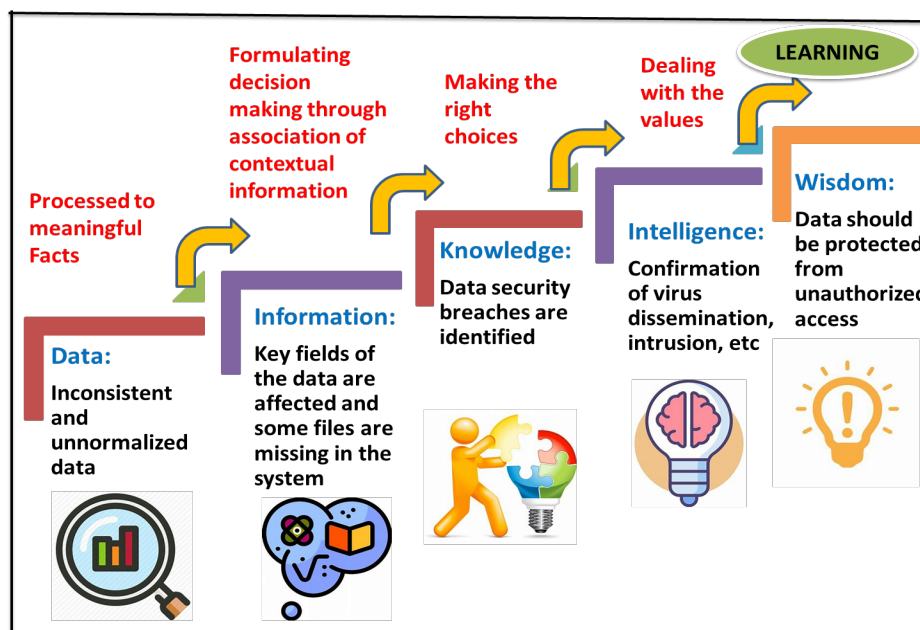 LEARNING
Formulating
decision
making through
association of
contextual
information
Making the
right
choices
Dealing
with the
values
Processed to
meaningful
Facts
Data:
Inconsistent
and
unnormalized
data
Information:
Key fields of
the data are
affected and
some files are
missing in the
system
Knowledge:
Data security
breaches are
identified
Intelligence:
Confirmation
of virus
dissemination,
intrusion, etc
Wisdom:
Data should
be protected
from
unauthorized
access